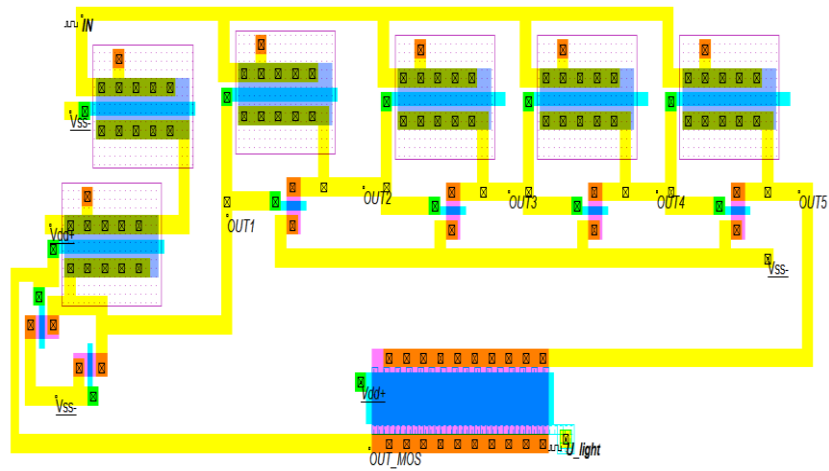 IN
Vss-
Vdd+
OUT1
OUT2
OUT3
OUT4
OUT5
Vss-
Vss-
Vdd+
OUT_MOS
U_light